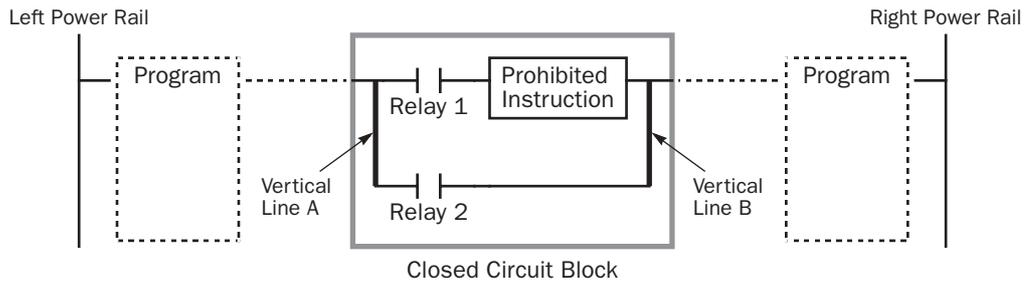 Left Power Rail
Right Power Rail
Program
Prohibited
Instruction
Program
Relay 1
Vertical
Line A
Vertical
Line B
Relay 2
Closed Circuit Block